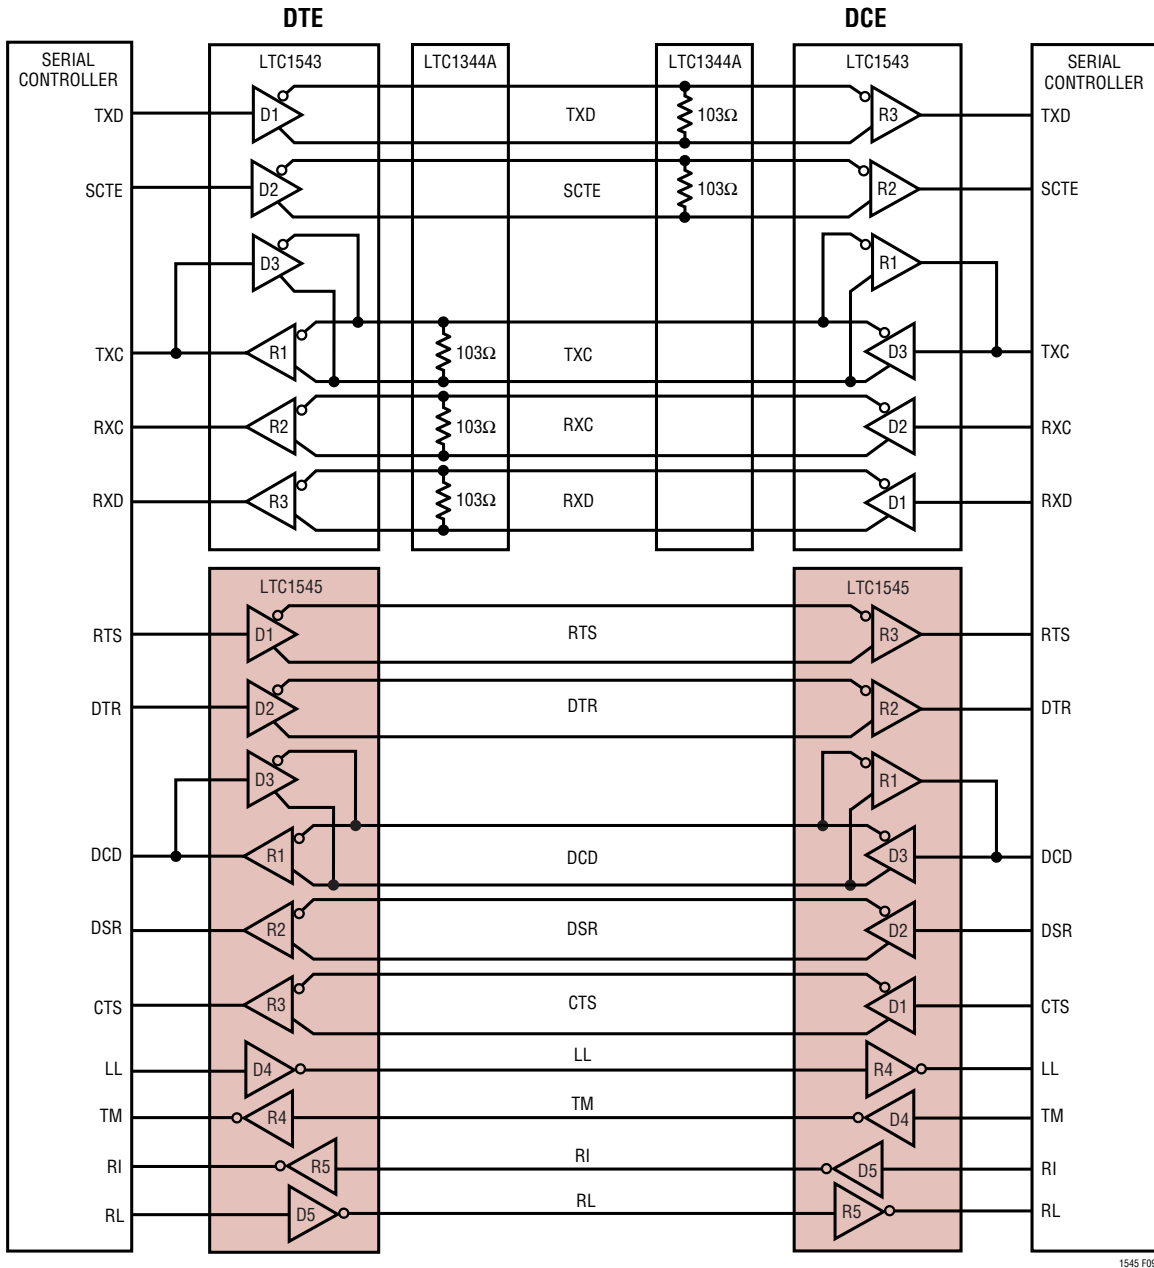 DTE
DCE
SERIAL
CONTROLLER
LTC1543
LTC1344A
LTC1344A
LTC1543
SERIAL
CONTROLLER
TXD
D1
TXD
103Ω
R3
TXD
SCTE
D2
SCTE
103Ω
R2
SCTE
D3
R1
TXC
R1
103Ω
TXC
D3
TXC
RXC
R2
103Ω
RXC
D2
RXC
RXD
R3
103Ω
RXD
D1
RXD
LTC1545
LTC1545
RTS
D1
RTS
R3
RTS
DTR
D2
DTR
R2
DTR
D3
R1
DCD
R1
DCD
D3
DCD
DSR
R2
DSR
D2
DSR
CTS
R3
CTS
D1
CTS
LL
D4
LL
R4
LL
TM
R4
TM
D4
TM
RI
R5
RI
D5
RI
RL
D5
RL
R5
RL
1545 F09